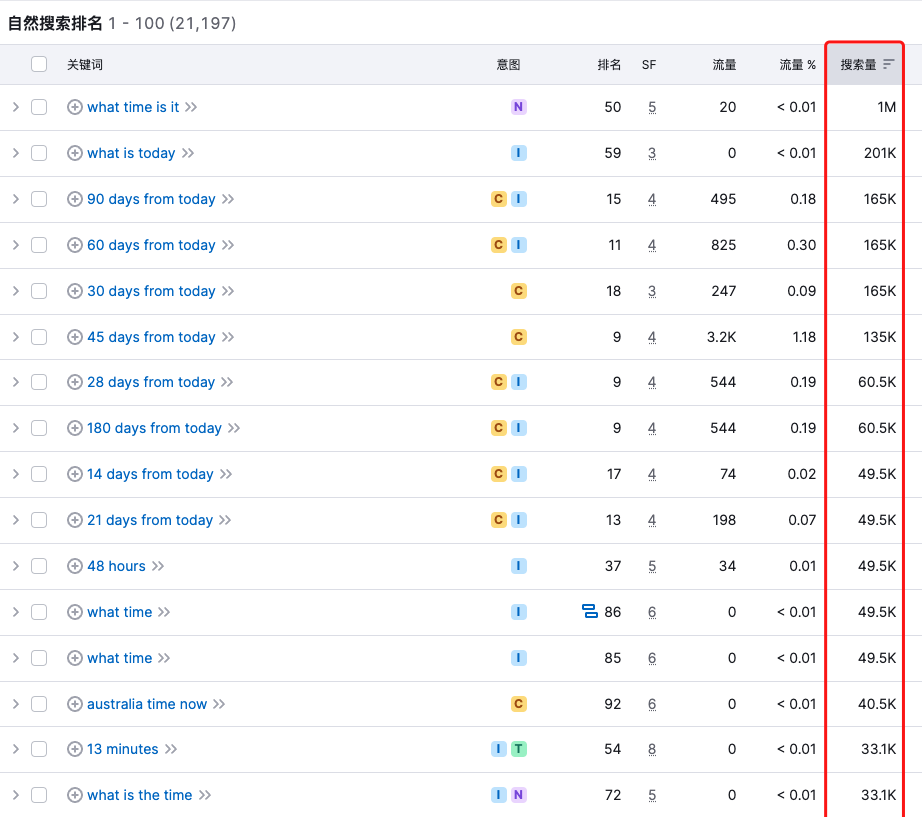 自然搜索排名 1 - 100 (21,197)
关键词 意图 排名 SF 流量 流量 % 搜索量
what time is it N 50 5 20 < 0.01 1M
what is today I 59 3 0 < 0.01 201K
90 days from today C I 15 4 495 0.18 165K
60 days from today C I 11 4 825 0.30 165K
30 days from today C 18 3 247 0.09 165K
45 days from today C 9 4 3.2K 1.18 135K
28 days from today C I 9 4 544 0.19 60.5K
180 days from today C I 9 4 544 0.19 60.5K
14 days from today C I 17 4 74 0.02 49.5K
21 days from today C I 13 4 198 0.07 49.5K
48 hours I 37 5 34 0.01 49.5K
what time I 86 6 0 < 0.01 49.5K
what time I 85 6 0 < 0.01 49.5K
australia time now C 92 6 0 < 0.01 40.5K
13 minutes I T 54 8 0 < 0.01 33.1K
what is the time I N 72 5 0 < 0.01 33.1K